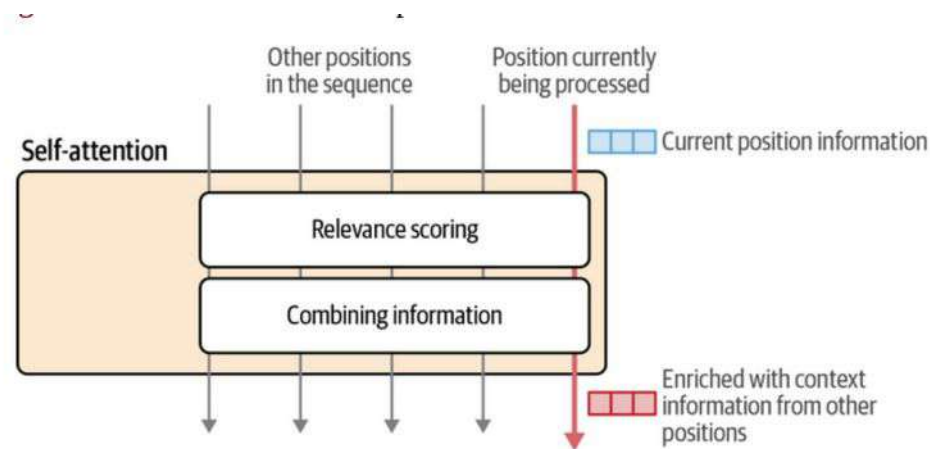 Other positions
in the sequence
Position currently
being processed
Current position information
Self-attention
Relevance scoring
Combining information
Enriched with context
information from other
positions